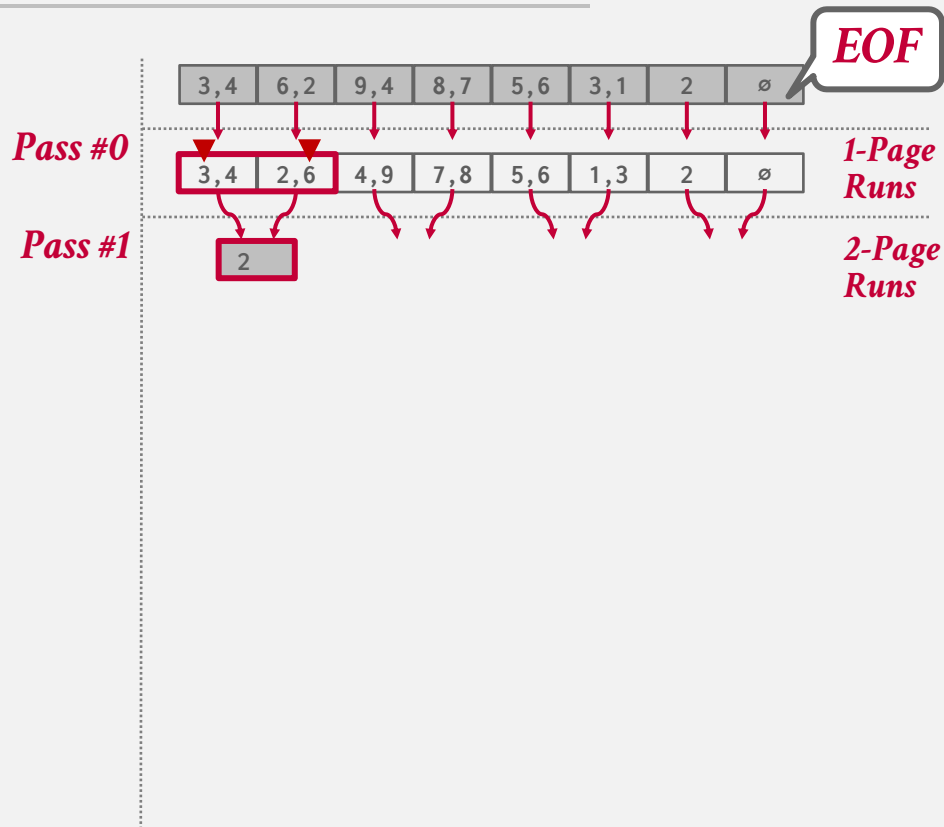 EOF
3,4 6,2 9,4 8,7 5,6 3,1 2 ∅
Pass #0
1-Page
Runs
3,4 2,6 4,9 7,8 5,6 1,3 2 ∅
Pass #1
2
2-Page
Runs